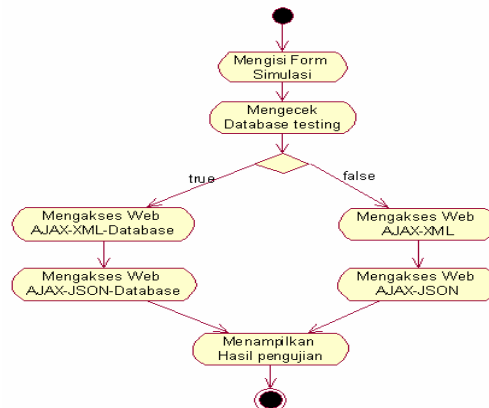 Mengisi Form
Simulasi
Mengecek
Database testing
true
false
Mengakses Web
AJAX-XML-Database
Mengakses Web
AJAX-XML
Mengakses Web
AJAX-JSON-Database
Mengakses Web
AJAX-JSON
Menampilkan
Hasil pengujian